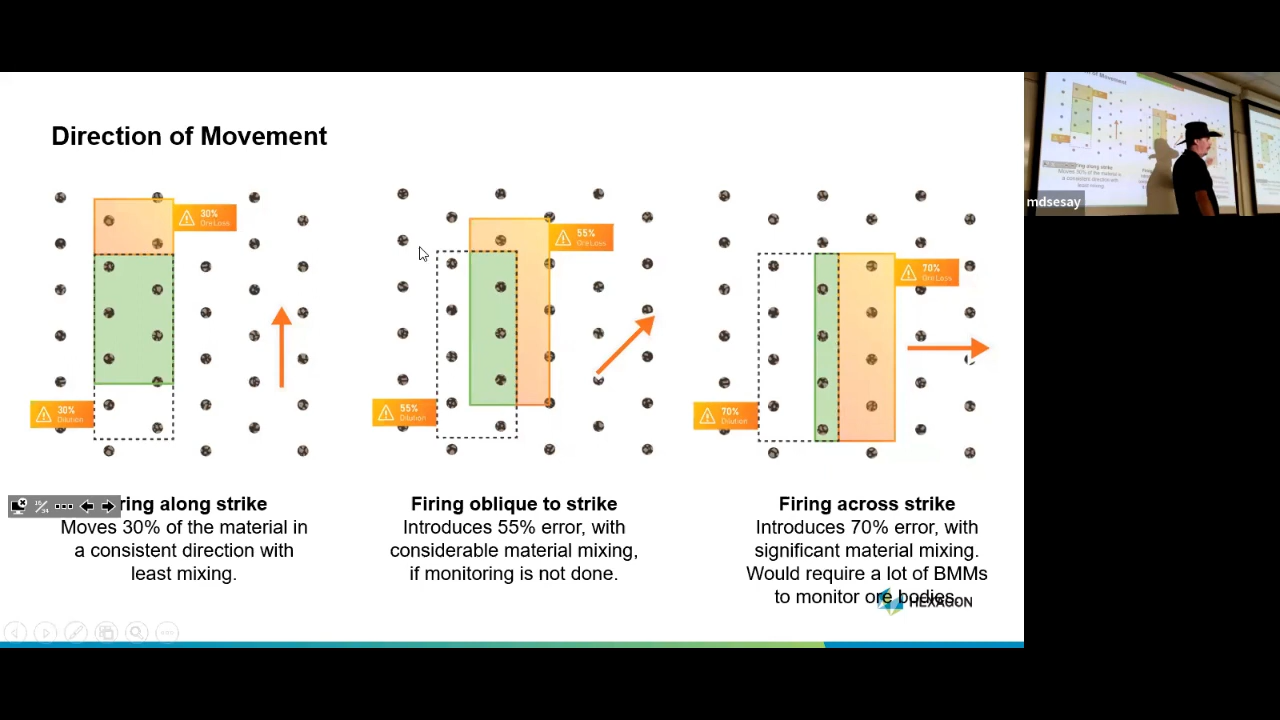 Direction of Movement
30%
Ore Loss
30%
Dilution
55%
Ore Loss
55%
Dilution
70%
Ore Loss
70%
Dilution
ring along strike
Moves 30% of the material in
a consistent direction with
least mixing.
Firing oblique to strike
Introduces 55% error, with
considerable material mixing,
if monitoring is not done.
Firing across strike
Introduces 70% error, with
significant material mixing.
Would require a lot of BMMs
to monitor ore bodies.
HEXAGON
mdsesay